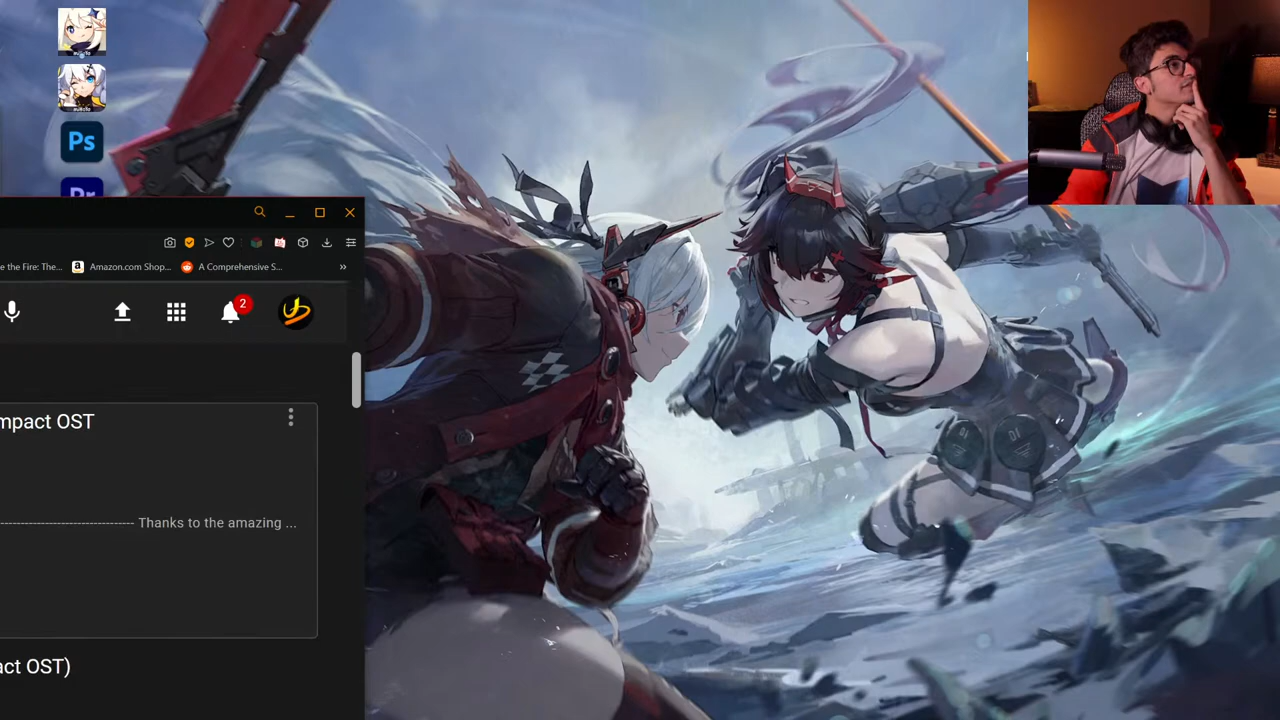 Ps
Pr
e the Fire: The...
Amazon.com Shop...
A Comprehensive S...
»
2
mpact OST
--------------------------------- Thanks to the amazing ...
act OST)